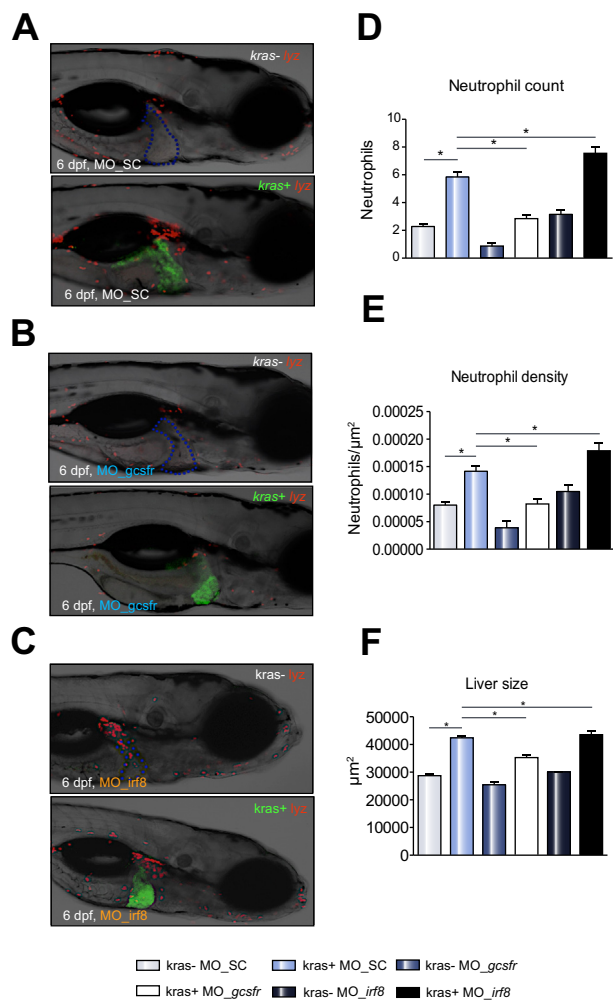 A
kras- lyz
6 dpf, MO_SC
kras+ lyz
6 dpf, MO_SC
B
kras- lyz
6 dpf, MO_gcsfr
kras+ lyz
6 dpf, MO_gcsfr
C
kras- lyz
6 dpf, MO_irf8
kras+ lyz
6 dpf, MO_irf8
D
Neutrophil count
Neutrophils
8
6
4
2
0
*
*
*
E
Neutrophil density
Neutrophils/µm²
0.00025
0.00020
0.00015
0.00010
0.00005
0.00000
*
*
*
F
Liver size
µm²
50000
40000
30000
20000
10000
0
*
*
*
kras- MO_SC
kras+ MO_SC
kras- MO_gcsfr
kras+ MO_gcsfr
kras- MO_irf8
kras+ MO_irf8